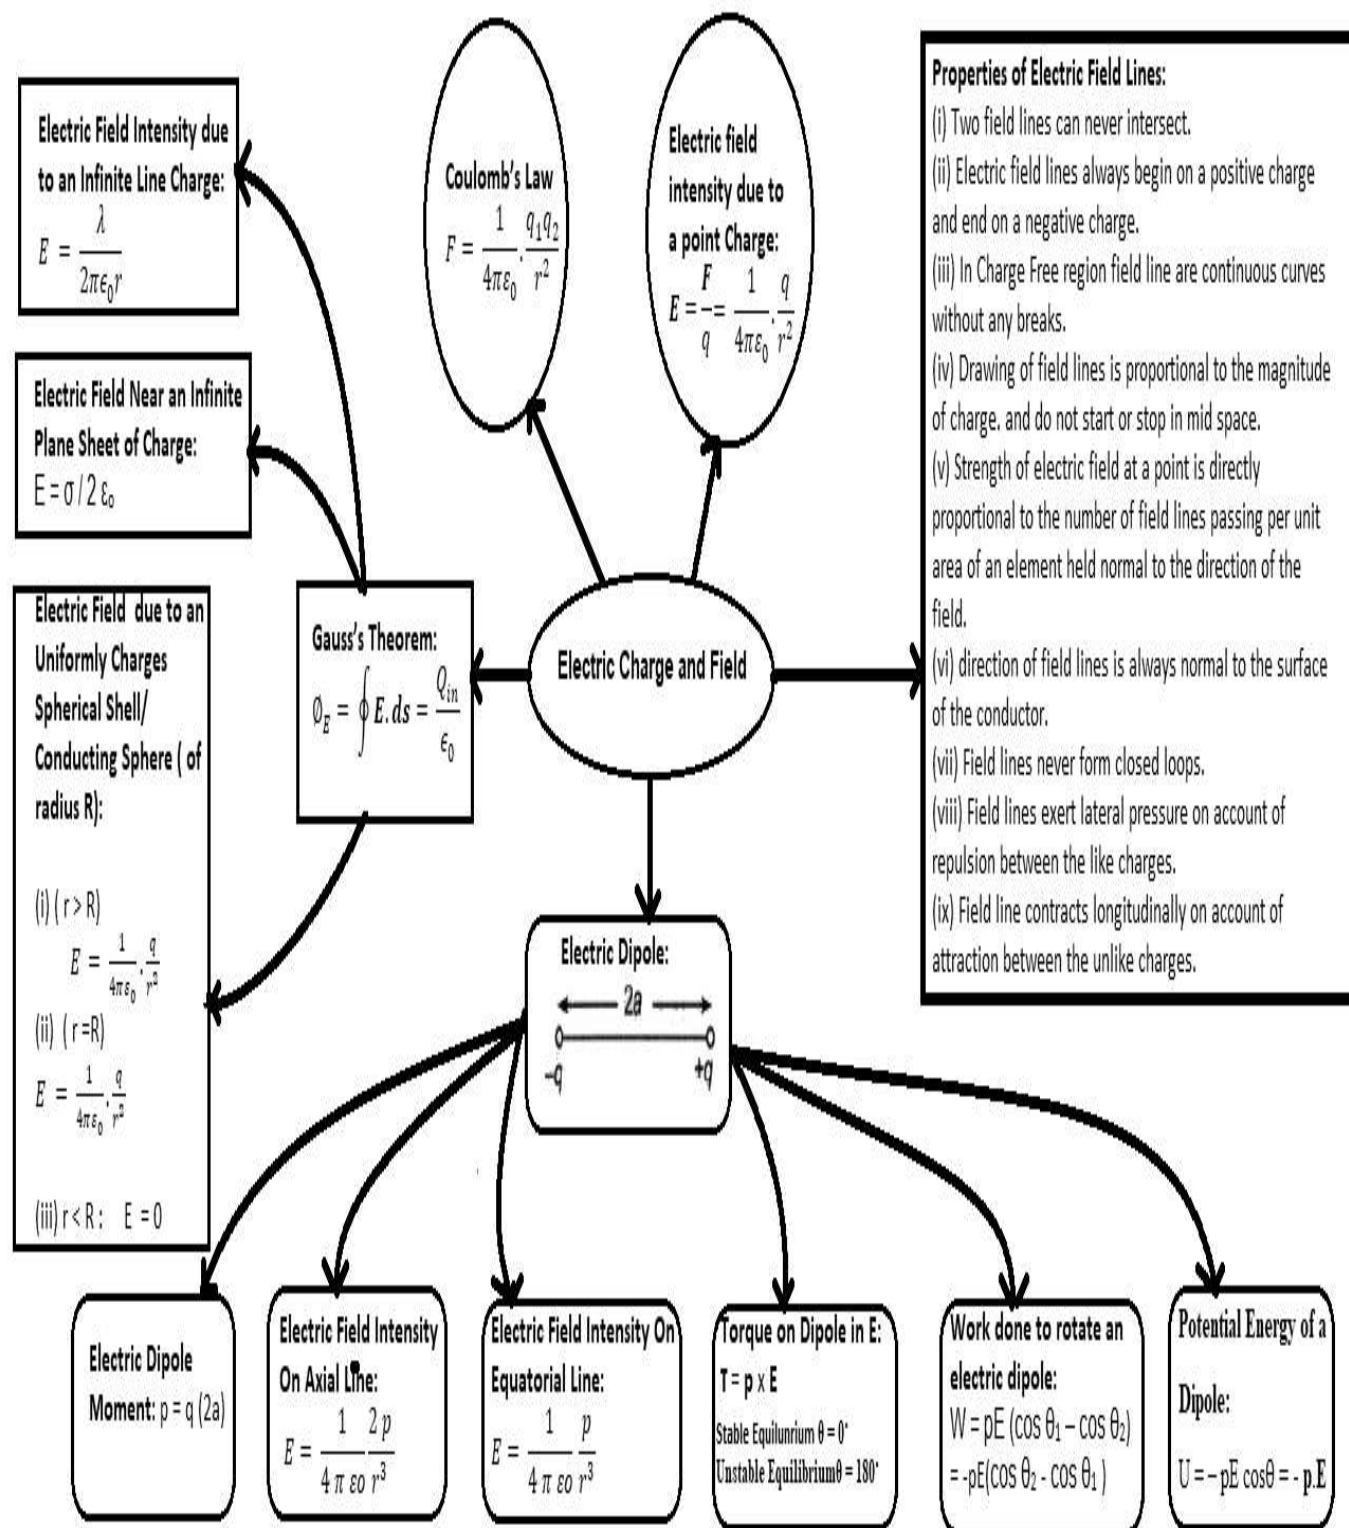 Electric Field Intensity due
to an Infinite Line Charge:
E = λ / 2πϵ₀r
Electric Field Near an Infinite
Plane Sheet of Charge:
E = σ / 2 ε₀
Electric Field due to an
Uniformly Charges
Spherical Shell/
Conducting Sphere ( of
radius R):
(i) ( r > R)
E = 1/4πε₀ . q/r²
(ii) ( r =R)
E = 1/4πε₀ . q/r²
(iii) r < R : E = 0
Coulomb's Law
F = 1/4πε₀ . q₁q₂/r²
Electric field
intensity due to
a point Charge:
E = F/q = 1/4πε₀ . q/r²
Gauss's Theorem:
∅_E = ∮ E.ds = Q_in/ϵ₀
Electric Charge and Field
Properties of Electric Field Lines:
(i) Two field lines can never intersect.
(ii) Electric field lines always begin on a positive charge
and end on a negative charge.
(iii) In Charge Free region field line are continuous curves
without any breaks.
(iv) Drawing of field lines is proportional to the magnitude
of charge. and do not start or stop in mid space.
(v) Strength of electric field at a point is directly
proportional to the number of field lines passing per unit
area of an element held normal to the direction of the
field.
(vi) direction of field lines is always normal to the surface
of the conductor.
(vii) Field lines never form closed loops.
(viii) Field lines exert lateral pressure on account of
repulsion between the like charges.
(ix) Field line contracts longitudinally on account of
attraction between the unlike charges.
Electric Dipole:
2a
-q +q
Electric Dipole
Moment: p = q (2a)
Electric Field Intensity
On Axial Line:
E = 1/4 π εo 2 p/r³
Electric Field Intensity On
Equatorial Line:
E = 1/4 π εo p/r³
Torque on Dipole in E:
T = p x E
Stable Equilunrium θ = 0°
Unstable Equilibriumθ = 180°
Work done to rotate an
electric dipole:
W = pE (cos θ₁ – cos θ₂)
= -pE(cos θ₂ - cos θ₁ )
Potential Energy of a
Dipole:
U = – pE cosθ = - p.E